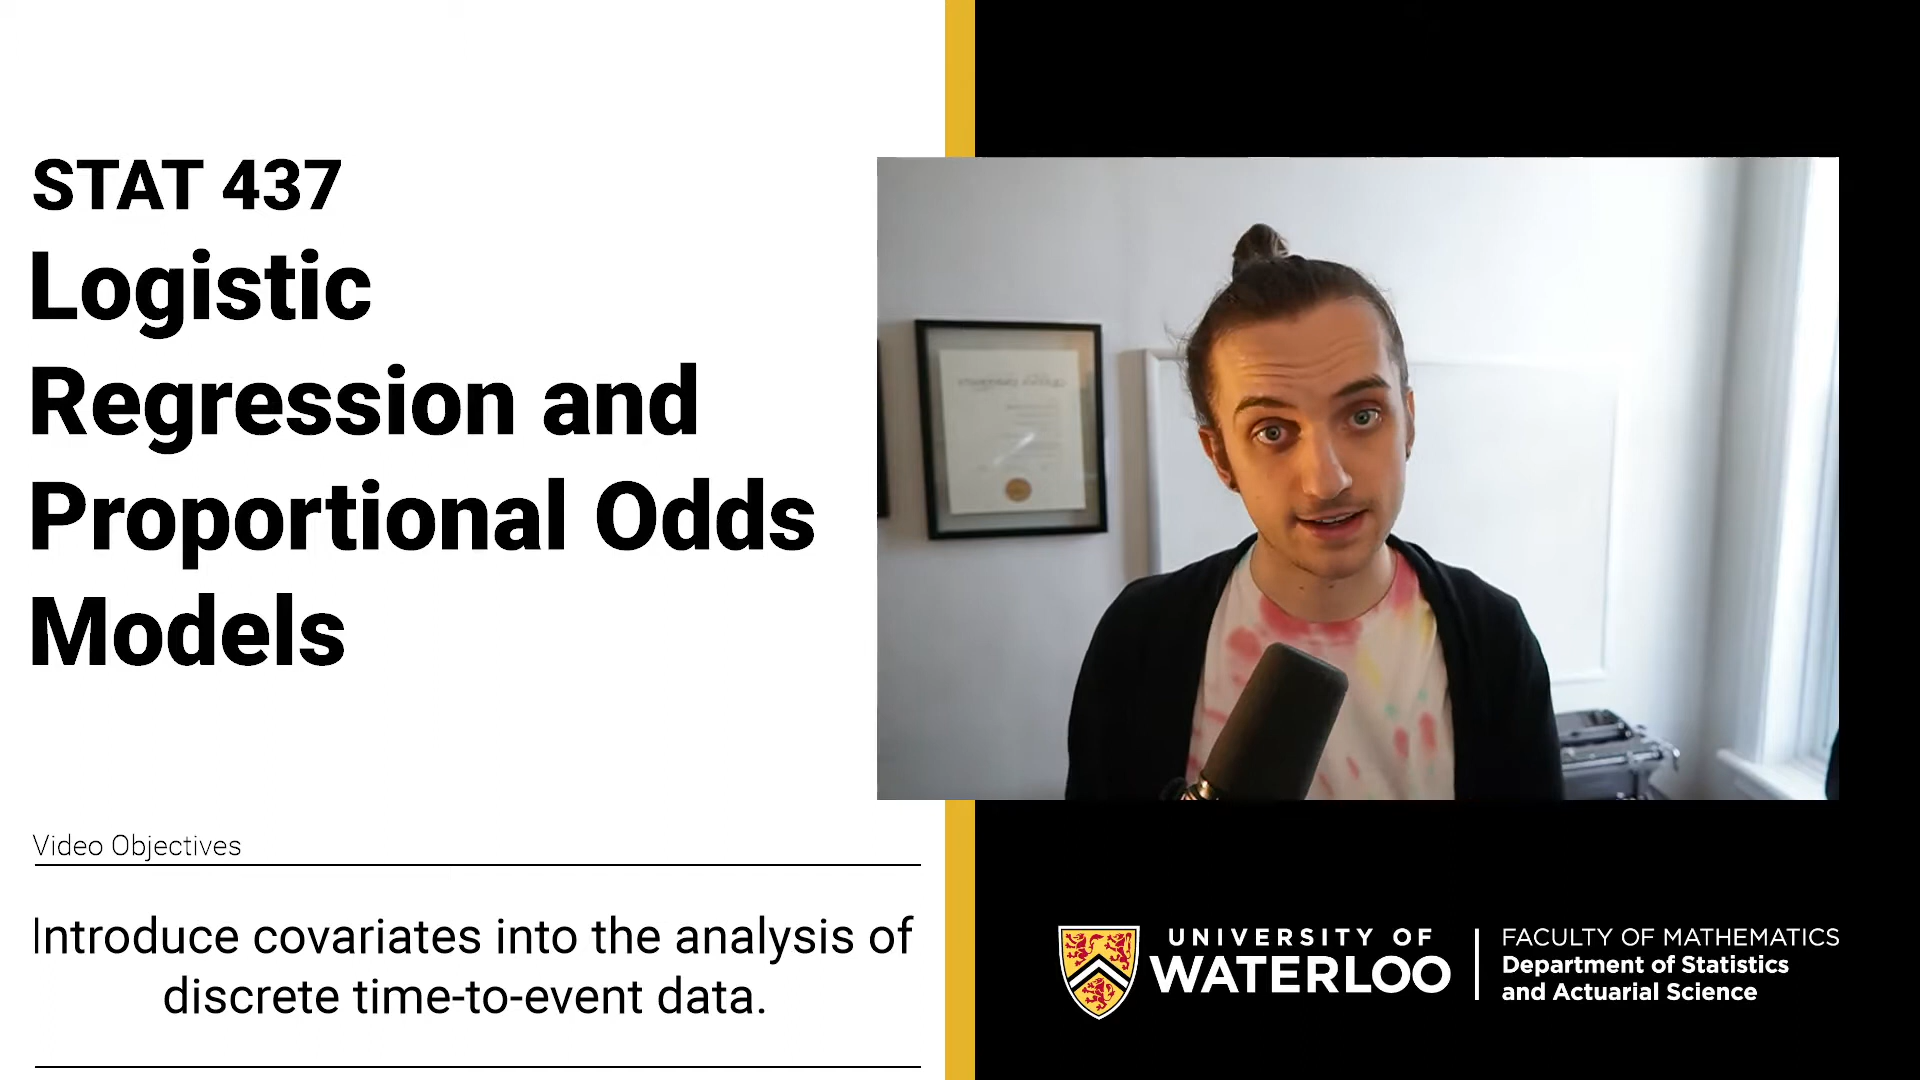 STAT 437
Logistic
Regression and
Proportional Odds
Models
Video Objectives
Introduce covariates into the analysis of
discrete time-to-event data.
UNIVERSITY OF
WATERLOO
FACULTY OF MATHEMATICS
Department of Statistics
and Actuarial Science